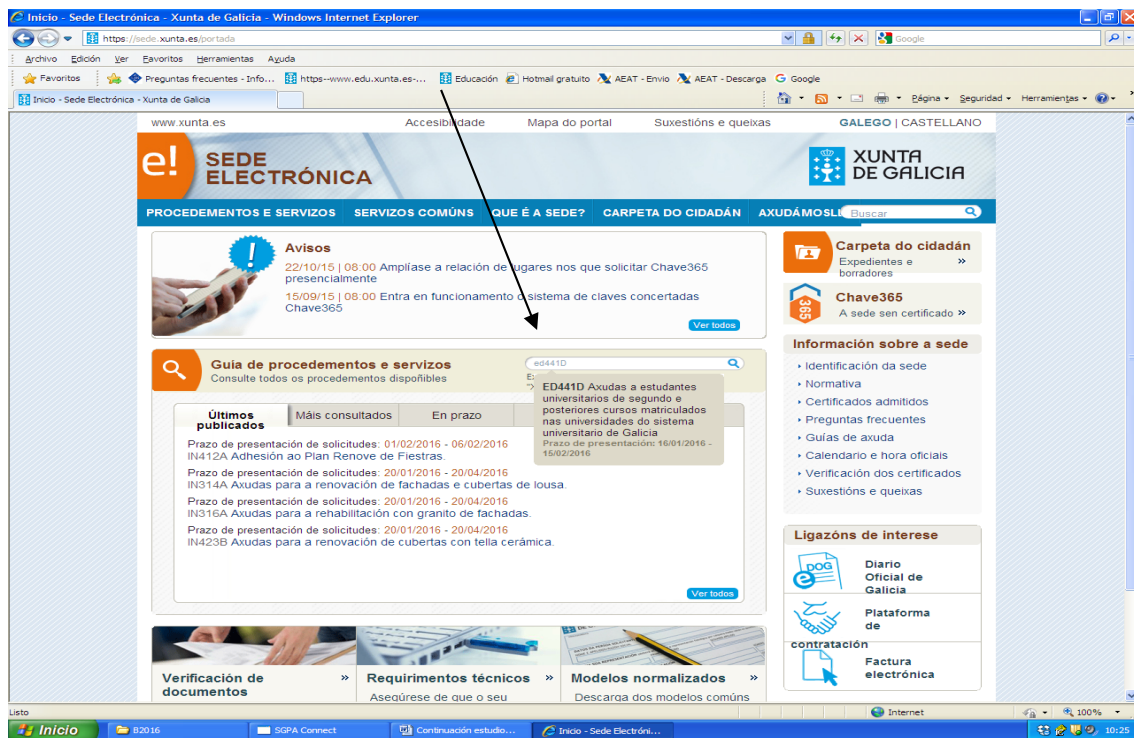 Inicio - Sede Electrónica - Xunta de Galicia - Windows Internet Explorer
https://sede.xunta.es/portada
Google
Archivo Edición Ver Favoritos Herramientas Ayuda
Favoritos
Preguntas frecuentes - Info...
https--www.edu.xunta.es-...
Educación
Hotmail gratuito
AEAT - Envio
AEAT - Descarga
Google
Inicio - Sede Electrónica - Xunta de Galicia
Página
Seguridad
Herramientas
www.xunta.es
Accesibilidade
Mapa do portal
Suxestións e queixas
GALEGO | CASTELLANO
e!
SEDE
ELECTRÓNICA
XUNTA
DE GALICIA
PROCEDEMENTOS E SERVIZOS
SERVIZOS COMÚNS
QUE É A SEDE?
CARPETA DO CIDADÁN
Buscar
Avisos
22/10/15 | 08:00 Amplíase a relación de lugares nos que solicitar Chave365
presencialmente
15/09/15 | 08:00 Entra en funcionamento o sistema de claves concertadas
Chave365
Ver todos
Carpeta do cidadán
Expedientes e »
borradores
365
Chave365
A sede sen certificado »
Guía de procedementos e servizos
Consulte todos os procedementos dispoñibles
ed441D
ED441D Axudas a estudantes
universitarios de segundo e
posteriores cursos matriculados
nas universidades do sistema
universitario de Galicia
Prazo de presentación: 16/01/2016 -
15/02/2016
Últimos
publicados
Máis consultados
En prazo
Prazo de presentación de solicitudes: 01/02/2016 - 06/02/2016
IN412A Adhesión ao Plan Renove de Fiestras.
Prazo de presentación de solicitudes: 20/01/2016 - 20/04/2016
IN314A Axudas para a renovación de fachadas e cubertas de lousa.
Prazo de presentación de solicitudes: 20/01/2016 - 20/04/2016
IN316A Axudas para a rehabilitación con granito de fachadas.
Prazo de presentación de solicitudes: 20/01/2016 - 20/04/2016
IN423B Axudas para a renovación de cubertas con tella cerámica.
Ver todos
Información sobre a sede
Identificación da sede
Normativa
Certificados admitidos
Preguntas frecuentes
Guías de axuda
Calendario e hora oficiais
Verificación dos certificados
Suxestións e queixas
Ligazóns de interese
DOG
Diario
Oficial de
Galicia
Plataforma
de
contratación
Factura
electrónica
Verificación de »
documentos
Requirimentos técnicos »
Asegúrese de que o seu
Modelos normalizados »
Descarga dos modelos comúns
Listo
Internet
100%
Inicio
B2016
SGPA Connect
Continuación estudio...
Inicio - Sede Electróni...
10:25